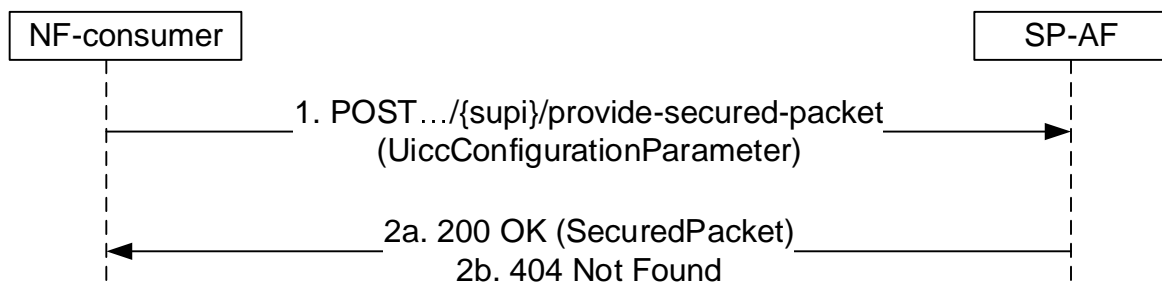 NF-consumer
SP-AF
1. POST…/{supi}/provide-secured-packet
(UiccConfigurationParameter)
2a. 200 OK (SecuredPacket)
2b. 404 Not Found